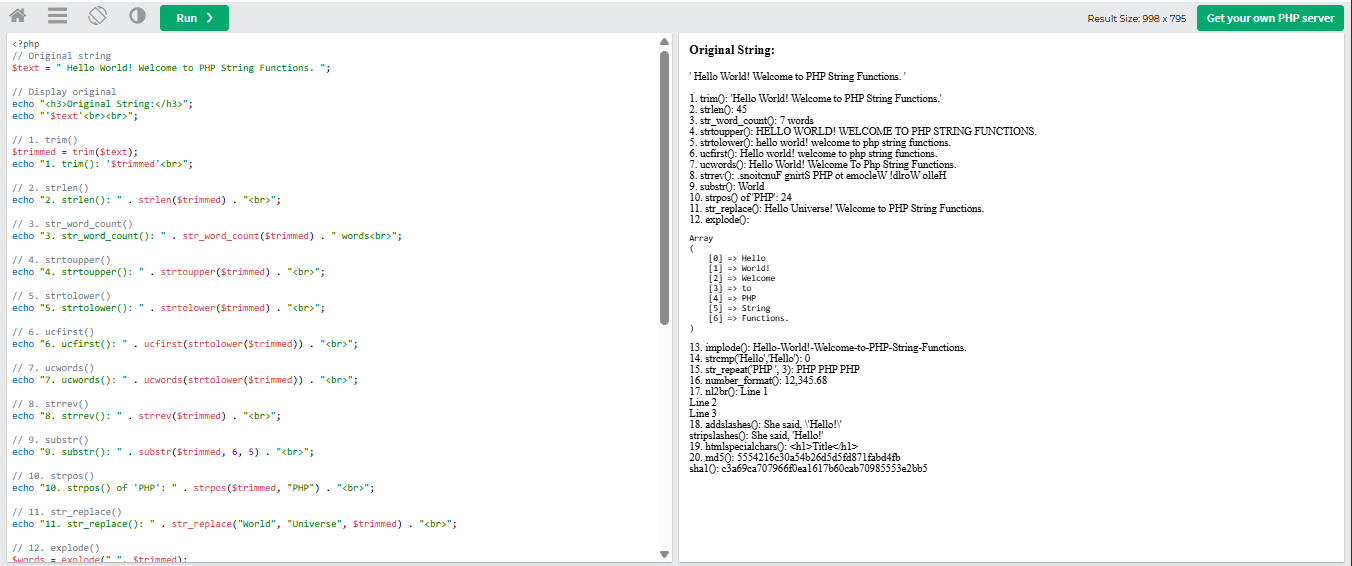 Run ❯
Result Size: 998 x 795
Get your own PHP server
<?php
// Original string
$text = " Hello World! Welcome to PHP String Functions. ";

// Display original
echo "<h3>Original String:</h3>";
echo "'$text'<br><br>";

// 1. trim()
$trimmed = trim($text);
echo "1. trim(): '$trimmed'<br>";

// 2. strlen()
echo "2. strlen(): " . strlen($trimmed) . "<br>";

// 3. str_word_count()
echo "3. str_word_count(): " . str_word_count($trimmed) . " words<br>";

// 4. strtoupper()
echo "4. strtoupper(): " . strtoupper($trimmed) . "<br>";

// 5. strtolower()
echo "5. strtolower(): " . strtolower($trimmed) . "<br>";

// 6. ucfirst()
echo "6. ucfirst(): " . ucfirst(strtolower($trimmed)) . "<br>";

// 7. ucwords()
echo "7. ucwords(): " . ucwords(strtolower($trimmed)) . "<br>";

// 8. strrev()
echo "8. strrev(): " . strrev($trimmed) . "<br>";

// 9. substr()
echo "9. substr(): " . substr($trimmed, 6, 5) . "<br>";

// 10. strpos()
echo "10. strpos() of 'PHP': " . strpos($trimmed, "PHP") . "<br>";

// 11. str_replace()
echo "11. str_replace(): " . str_replace("World", "Universe", $trimmed) . "<br>";

// 12. explode()
$words = explode(" ", $trimmed);
Original String:
' Hello World! Welcome to PHP String Functions. '
1. trim(): 'Hello World! Welcome to PHP String Functions.'
2. strlen(): 45
3. str_word_count(): 7 words
4. strtoupper(): HELLO WORLD! WELCOME TO PHP STRING FUNCTIONS.
5. strtolower(): hello world! welcome to php string functions.
6. ucfirst(): Hello world! welcome to php string functions.
7. ucwords(): Hello World! Welcome To Php String Functions.
8. strrev(): .snoitcnuF gnirtS PHP ot emocleW !dlroW olleH
9. substr(): World
10. strpos() of 'PHP': 24
11. str_replace(): Hello Universe! Welcome to PHP String Functions.
12. explode():
Array
(
    [0] => Hello
    [1] => World!
    [2] => Welcome
    [3] => to
    [4] => PHP
    [5] => String
    [6] => Functions.
)
13. implode(): Hello-World!-Welcome-to-PHP-String-Functions.
14. strcmp('Hello','Hello'): 0
15. str_repeat('PHP ', 3): PHP PHP PHP
16. number_format(): 12,345.68
17. nl2br(): Line 1
Line 2
Line 3
18. addslashes(): She said, \'Hello!\'
stripslashes(): She said, 'Hello!'
19. htmlspecialchars(): <h1>Title</h1>
20. md5(): 5554216c30a54b26d5d5fd871fabd4fb
sha1(): c3a69ca707966f0ea1617b60cab70985553e2bb5